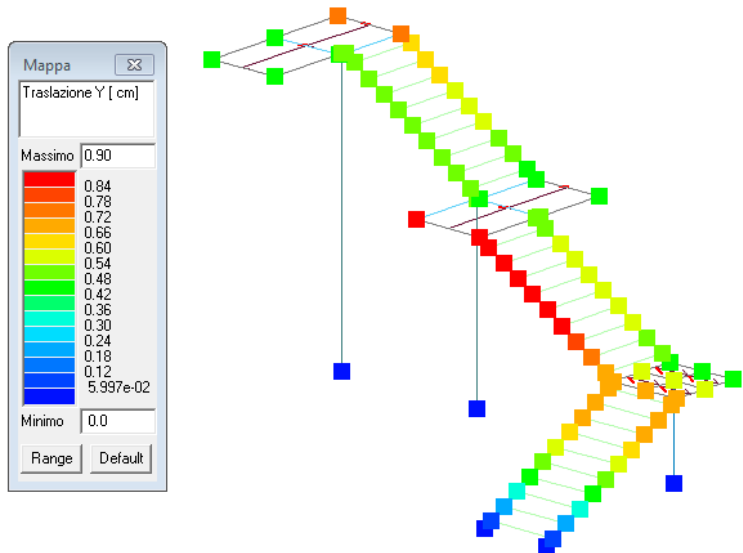 Mappa
Traslazione Y [ cm]
Massimo 0.90
0.84
0.78
0.72
0.66
0.60
0.54
0.48
0.42
0.36
0.30
0.24
0.18
0.12
5.997e-02
Minimo 0.0
Range Default